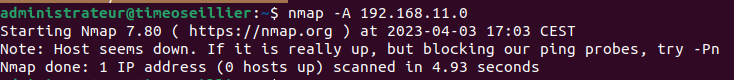 administrateur@timeoseillier:~$ nmap -A 192.168.11.0
Starting Nmap 7.80 ( https://nmap.org ) at 2023-04-03 17:03 CEST
Note: Host seems down. If it is really up, but blocking our ping probes, try -Pn
Nmap done: 1 IP address (0 hosts up) scanned in 4.93 seconds